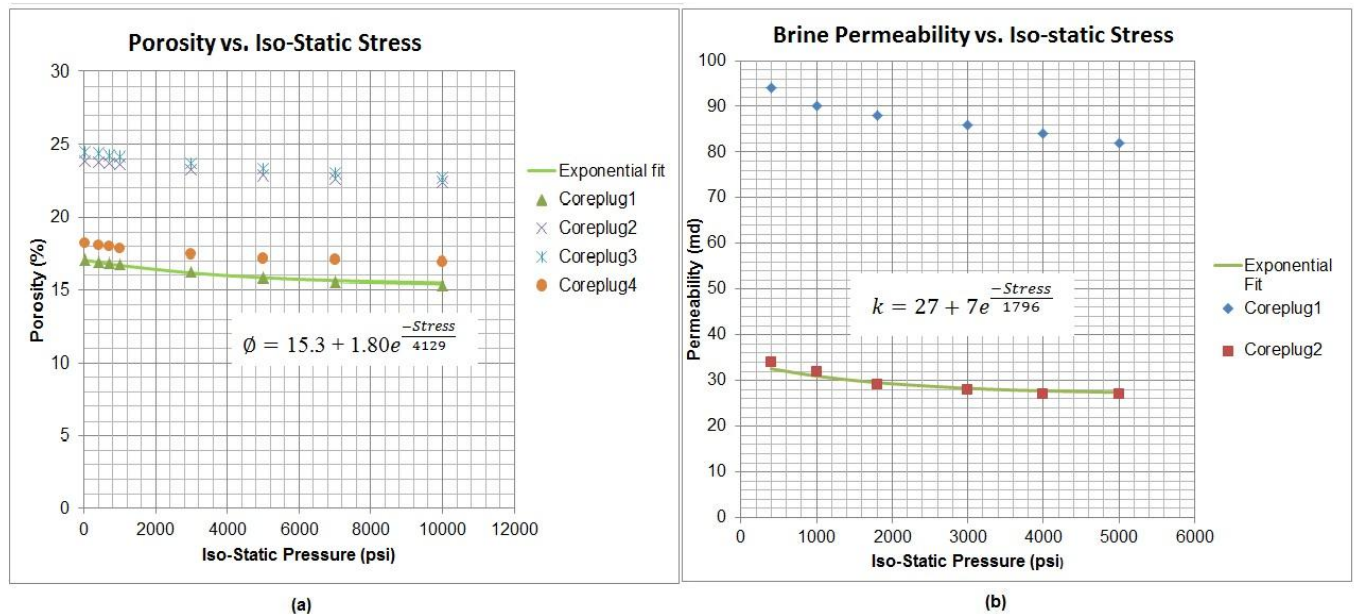 Porosity vs. Iso-Static Stress
30
25
20
15
10
5
0
0 2000 4000 6000 8000 10000 12000
Porosity (%)
Iso-Static Pressure (psi)
Exponential fit
Coreplug1
Coreplug2
Coreplug3
Coreplug4
Ø = 15.3 + 1.80e^(-Stress/4129)
(a)
Brine Permeability vs. Iso-static Stress
100
90
80
70
60
50
40
30
20
10
0
0 1000 2000 3000 4000 5000 6000
Permeability (md)
Iso-Static Pressure (psi)
Exponential
Fit
Coreplug1
Coreplug2
k = 27 + 7e^(-Stress/1796)
(b)